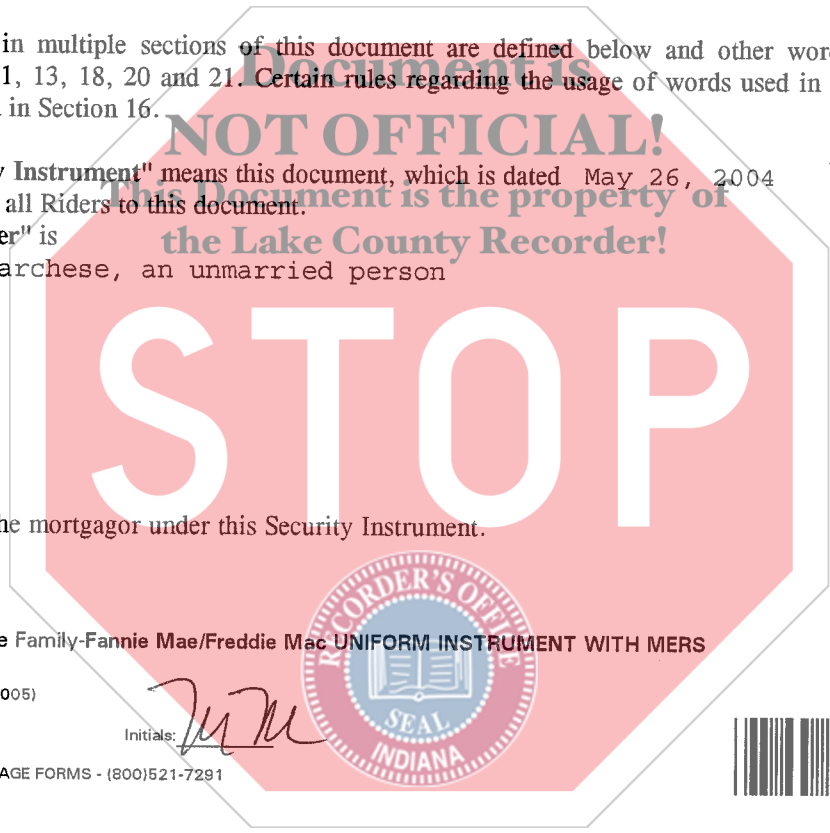 in multiple sections of this document are defined below and other wor
1, 13, 18, 20 and 21. Certain rules regarding the usage of words used in
in Section 16.
Document is
NOT OFFICIAL!
This Document is the property of
the Lake County Recorder!
Instrument" means this document, which is dated May 26, 2004
all Riders to this document.
er" is
archese, an unmarried person
STOP
he mortgagor under this Security Instrument.
e Family-Fannie Mae/Freddie Mac UNIFORM INSTRUMENT WITH MERS
005)
Initials:
AGE FORMS - (800)521-7291
RECORDER'S OFFICE
SEAL
INDIANA